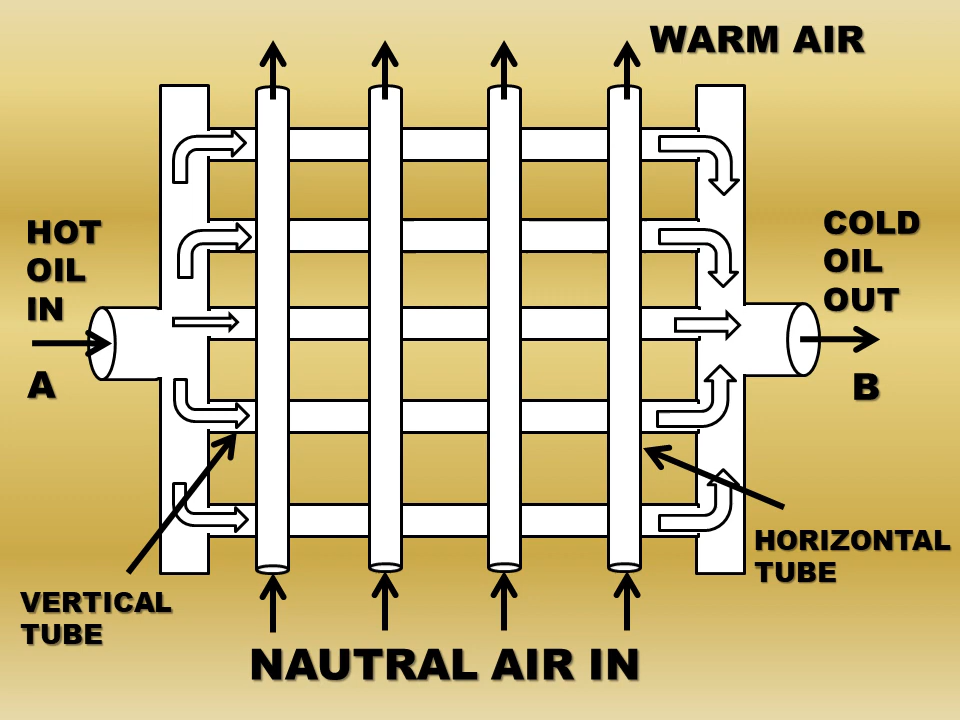 WARM AIR
HOT
OIL
IN
A
COLD
OIL
OUT
B
HORIZONTAL
TUBE
VERTICAL
TUBE
NAUTRAL AIR IN